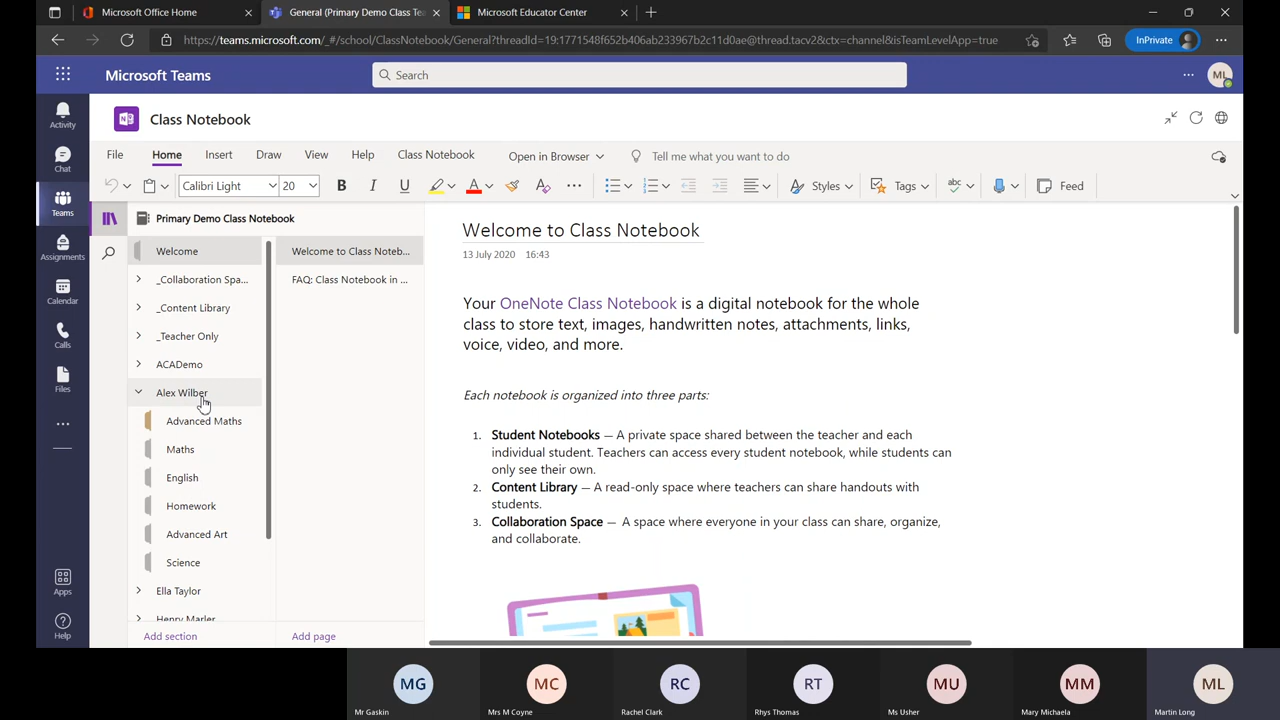 Microsoft Office Home
General (Primary Demo Class Te
Microsoft Educator Center
https://teams.microsoft.com/_#/school/ClassNotebook/General?threadId=19:1771548f652b406ab233967b2c11d0ae@thread.tacv2&ctx=channel&isTeamLevelApp=true
InPrivate
Microsoft Teams
Search
ML
Activity
Chat
Teams
Assignments
Calendar
Calls
Files
Apps
Help
Class Notebook
File Home Insert Draw View Help Class Notebook Open in Browser Tell me what you want to do
Calibri Light 20 B I U A Styles Tags abc Feed
Primary Demo Class Notebook
Welcome
_Collaboration Spa...
_Content Library
_Teacher Only
ACADemo
Alex Wilber
Advanced Maths
Maths
English
Homework
Advanced Art
Science
Ella Taylor
Henry Marler
Add section
Welcome to Class Noteb...
FAQ: Class Notebook in ...
Add page
Welcome to Class Notebook
13 July 2020 16:43
Your OneNote Class Notebook is a digital notebook for the whole
class to store text, images, handwritten notes, attachments, links,
voice, video, and more.
Each notebook is organized into three parts:
1. Student Notebooks — A private space shared between the teacher and each
individual student. Teachers can access every student notebook, while students can
only see their own.
2. Content Library — A read-only space where teachers can share handouts with
students.
3. Collaboration Space — A space where everyone in your class can share, organize,
and collaborate.
MG
Mr Gaskin
MC
Mrs M Coyne
RC
Rachel Clark
RT
Rhys Thomas
MU
Ms Usher
MM
Mary Michaela
ML
Martin Long